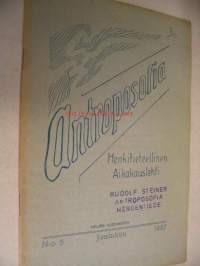 Antroposofia
Henkitieteellinen
Aikakauslehti
RUDOLF STEINER
ANTROPOSOFIA
HENGENTIEDE
N:o 5
Joulukuu